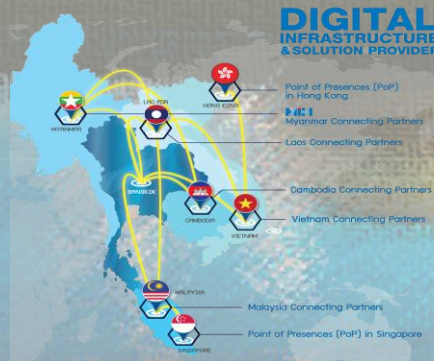 DIGITAL
INFRASTRUCTURE
& SOLUTION PROVIDER
Point of Presences (PoP)
in Hong Kong
HONG KONG
LAO PDR
MYANMAR
Myanmar Connecting Partners
Laos Connecting Partners
BANGKOK
Cambodia Connecting Partners
CAMBODIA
Vietnam Connecting Partners
VIETNAM
MALAYSIA
Malaysia Connecting Partners
Point of Presences (PoP) in Singapore
SINGAPORE